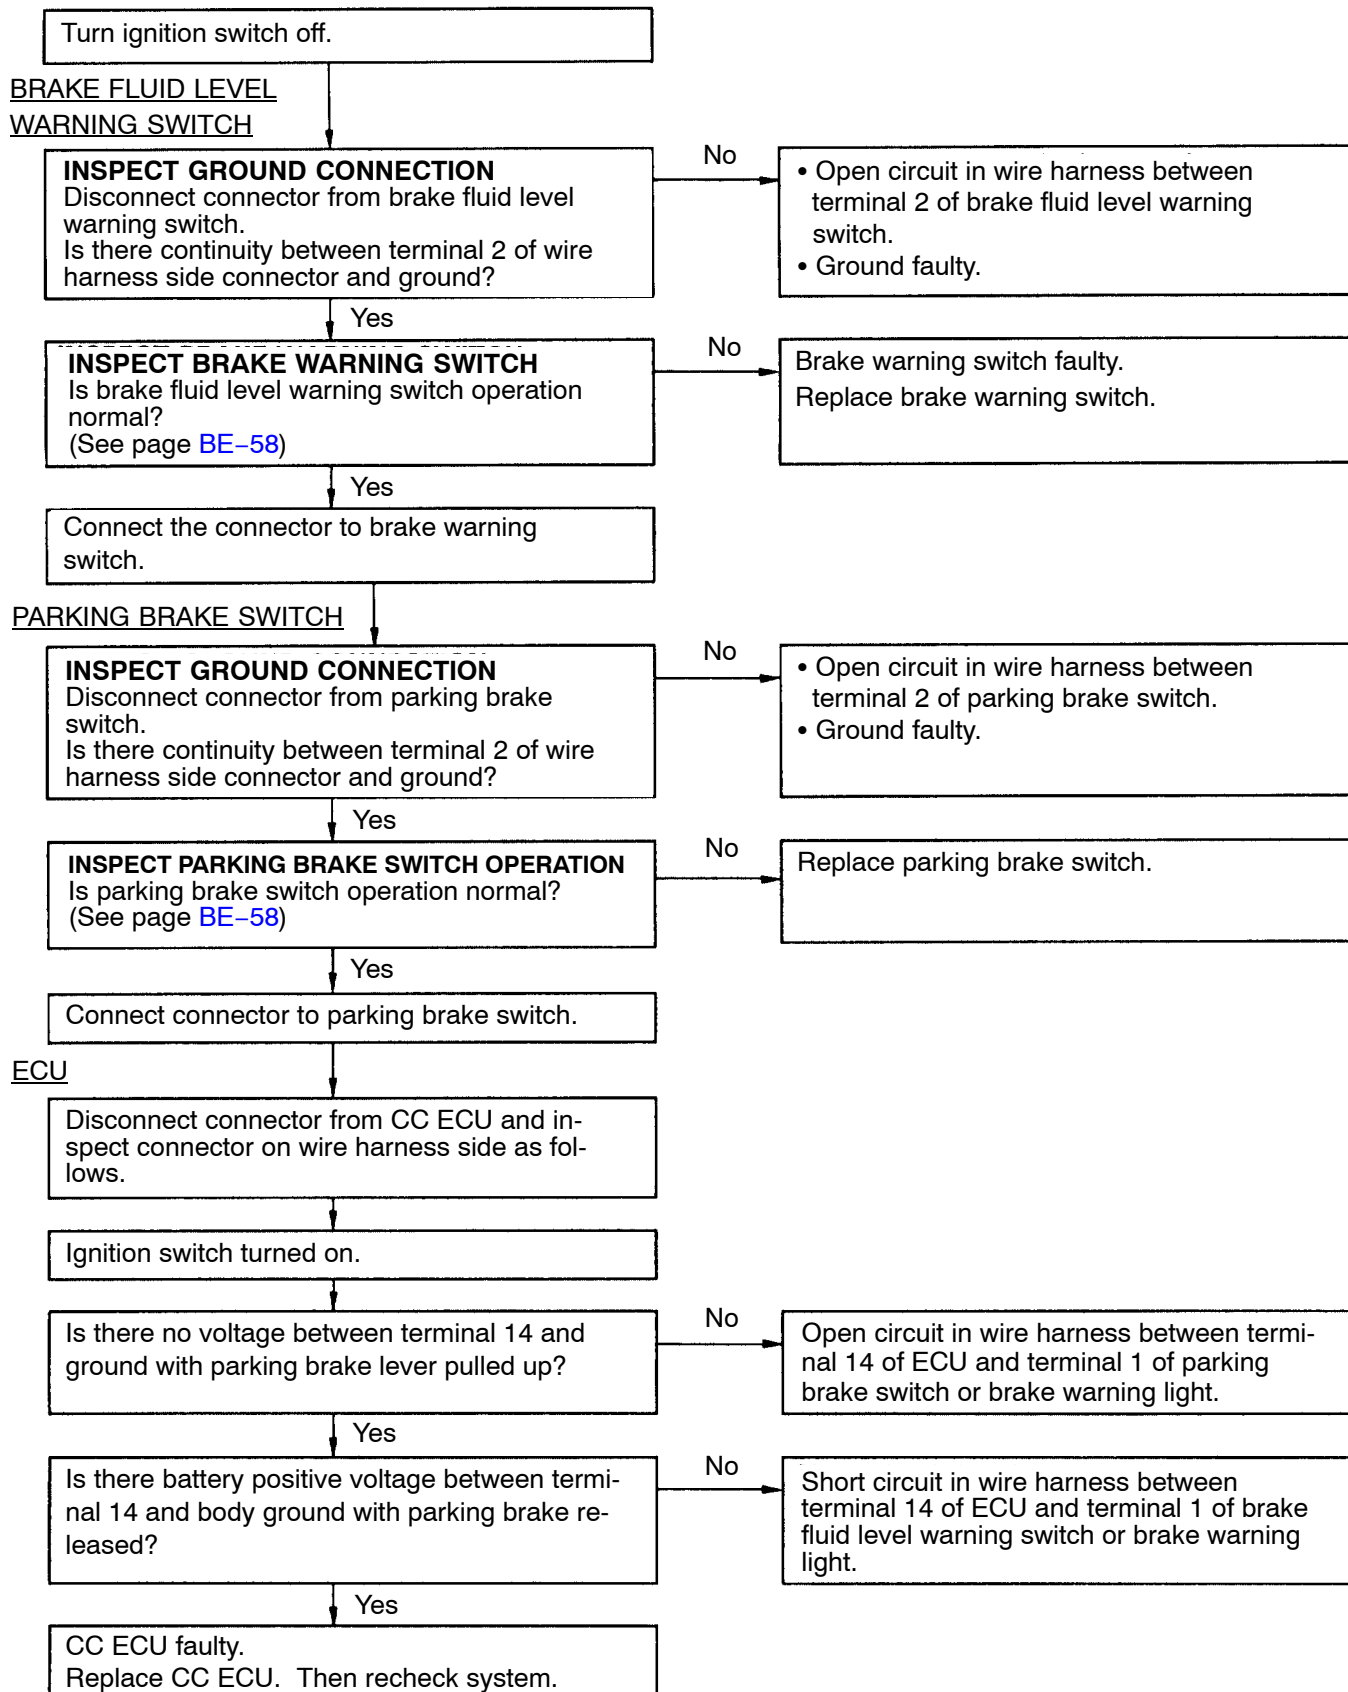 Turn ignition switch off.
BRAKE FLUID LEVEL
WARNING SWITCH
INSPECT GROUND CONNECTION
Disconnect connector from brake fluid level
warning switch.
Is there continuity between terminal 2 of wire
harness side connector and ground?
No
• Open circuit in wire harness between
terminal 2 of brake fluid level warning
switch.
• Ground faulty.
Yes
INSPECT BRAKE WARNING SWITCH
Is brake fluid level warning switch operation
normal?
(See page BE–58)
No
Brake warning switch faulty.
Replace brake warning switch.
Yes
Connect the connector to brake warning
switch.
PARKING BRAKE SWITCH
INSPECT GROUND CONNECTION
Disconnect connector from parking brake
switch.
Is there continuity between terminal 2 of wire
harness side connector and ground?
No
• Open circuit in wire harness between
terminal 2 of parking brake switch.
• Ground faulty.
Yes
INSPECT PARKING BRAKE SWITCH OPERATION
Is parking brake switch operation normal?
(See page BE–58)
No
Replace parking brake switch.
Yes
Connect connector to parking brake switch.
ECU
Disconnect connector from CC ECU and in-
spect connector on wire harness side as fol-
lows.
Ignition switch turned on.
Is there no voltage between terminal 14 and
ground with parking brake lever pulled up?
No
Open circuit in wire harness between termi-
nal 14 of ECU and terminal 1 of parking
brake switch or brake warning light.
Yes
Is there battery positive voltage between termi-
nal 14 and body ground with parking brake re-
leased?
No
Short circuit in wire harness between
terminal 14 of ECU and terminal 1 of brake
fluid level warning switch or brake warning
light.
Yes
CC ECU faulty.
Replace CC ECU. Then recheck system.